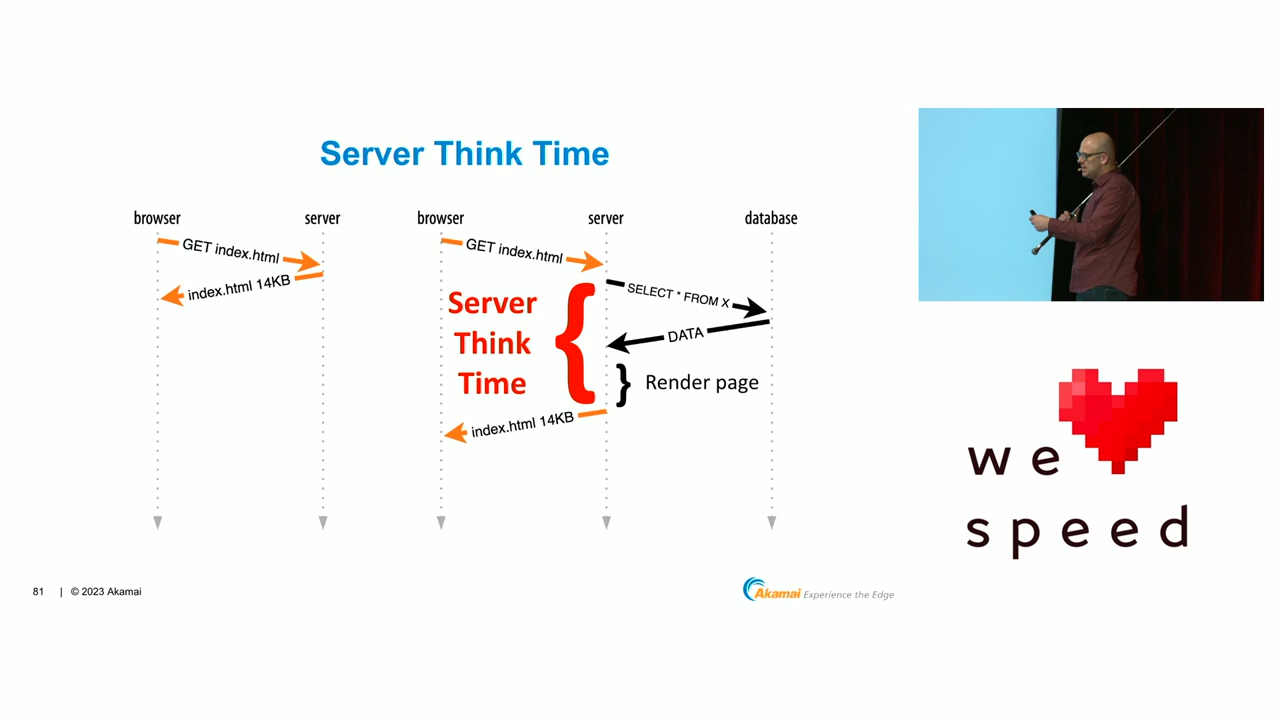 Server Think Time
browser
server
browser
server
database
GET index.html
index.html 14KB
GET index.html
SELECT * FROM X
DATA
Server
Think
Time
{
}
Render page
index.html 14KB
81 | © 2023 Akamai
Akamai Experience the Edge
we
speed